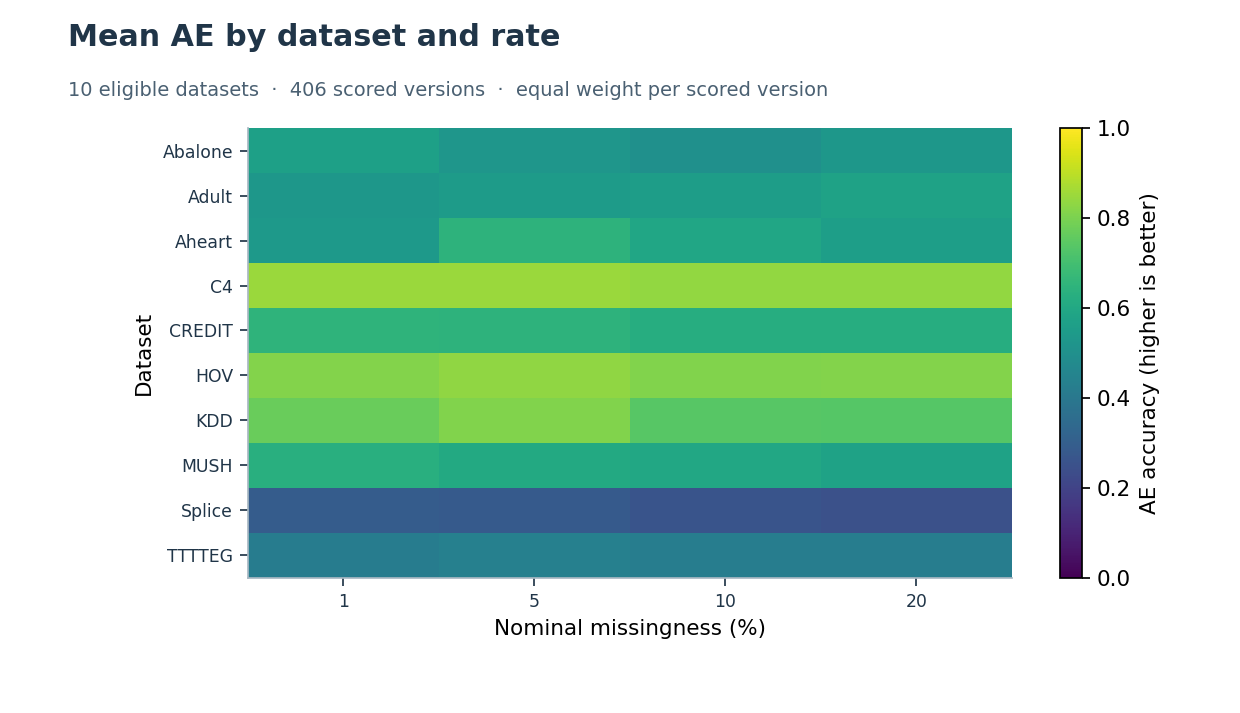 Mean AE by dataset and rate
10 eligible datasets · 406 scored versions · equal weight per scored version
Abalone
Adult
Aheart
C4
CREDIT
HOV
KDD
MUSH
Splice
TTTTEG
Dataset
1 5 10 20
Nominal missingness (%)
1.0
0.8
0.6
0.4
0.2
0.0
AE accuracy (higher is better)